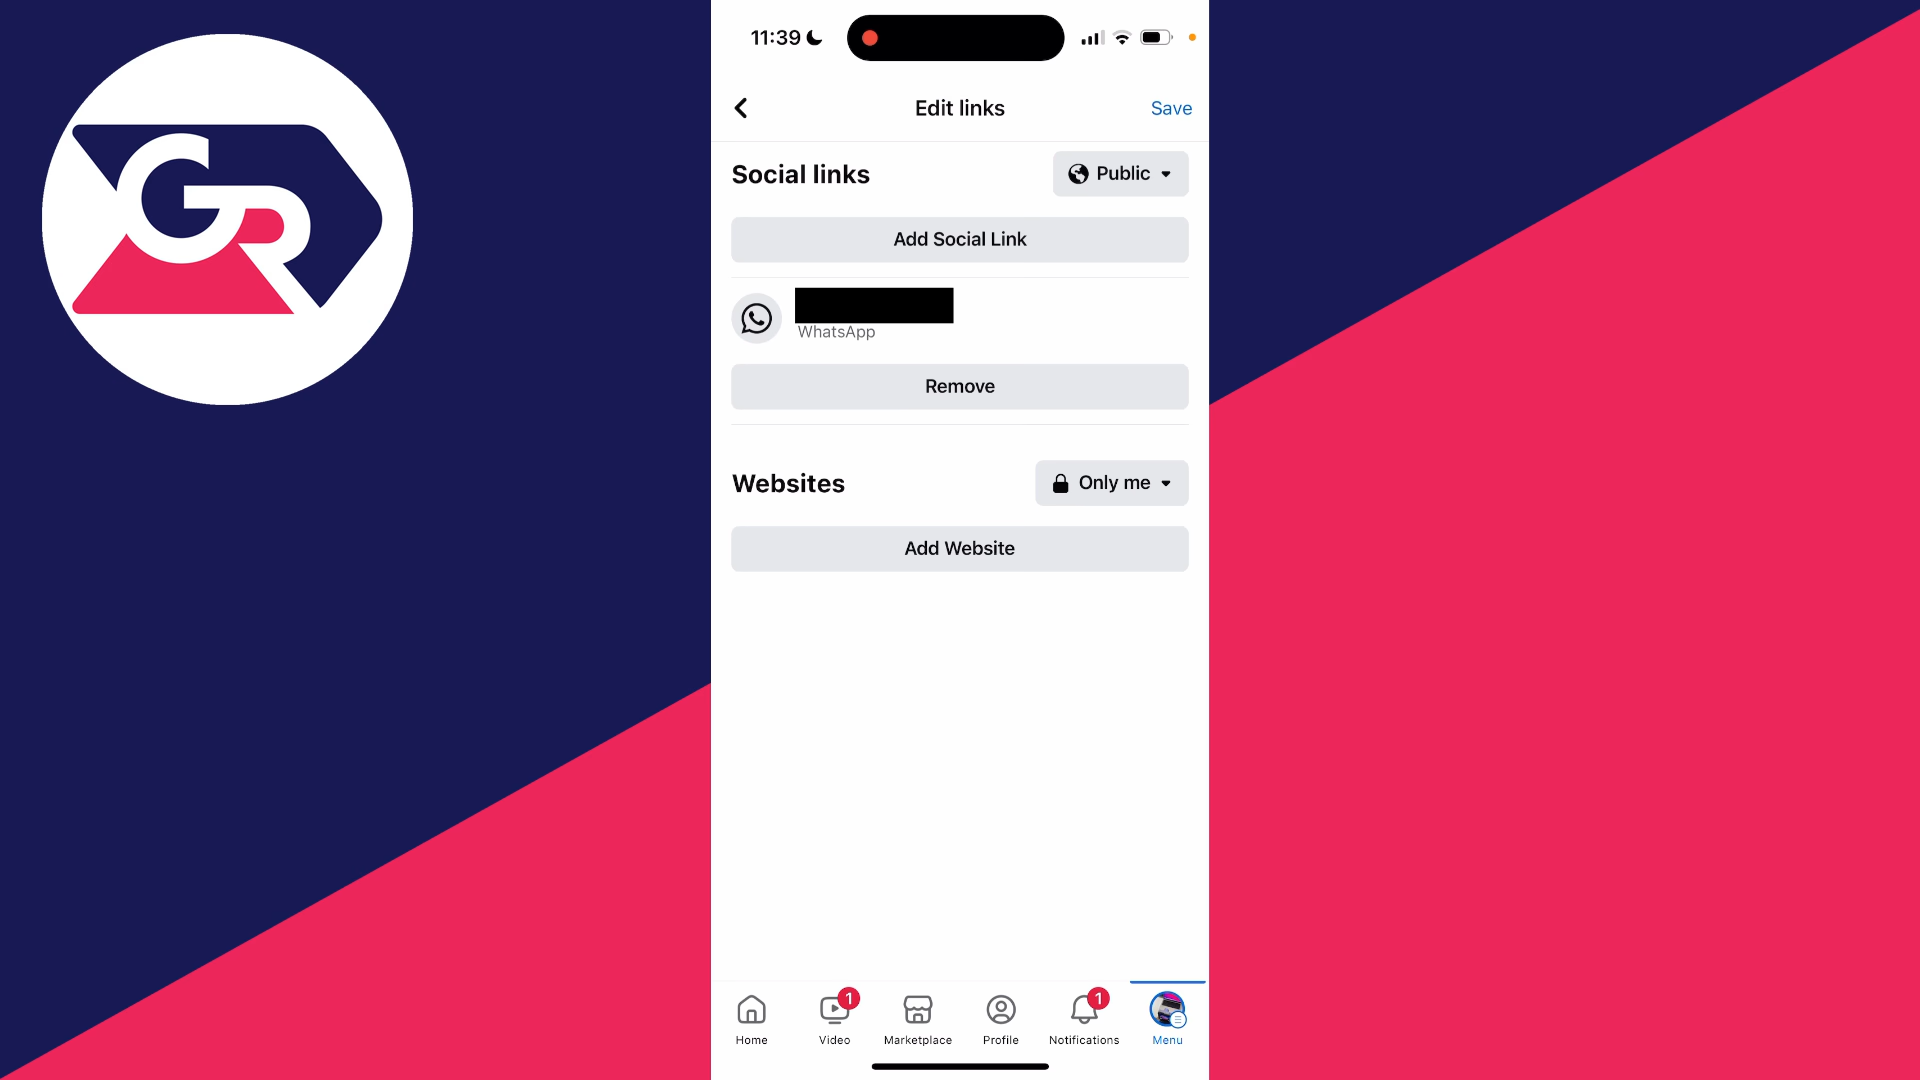 GR
11:39
Edit links
Save
Social links
Public
Add Social Link
WhatsApp
Remove
Websites
Only me
Add Website
1
1
Home
Video
Marketplace
Profile
Notifications
Menu